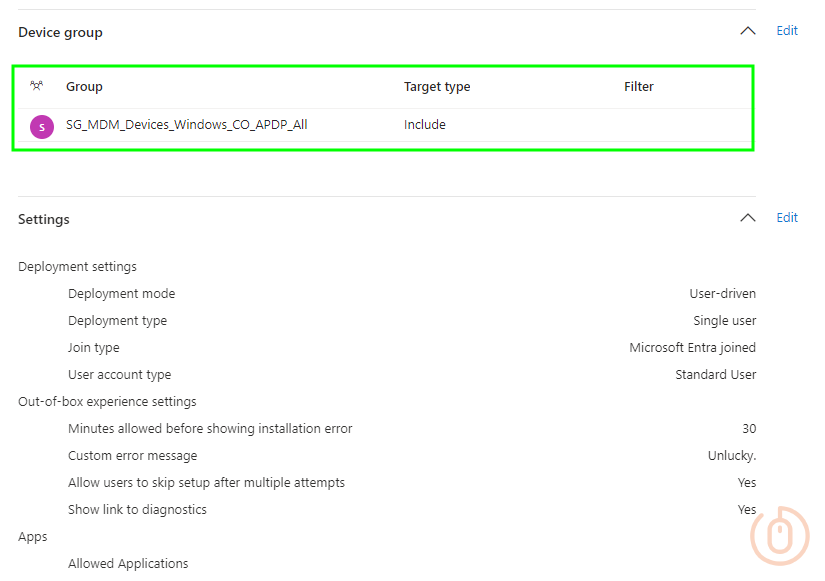 Device group Edit
Group Target type Filter
S SG_MDM_Devices_Windows_CO_APDP_All Include
Settings Edit
Deployment settings
Deployment mode User-driven
Deployment type Single user
Join type Microsoft Entra joined
User account type Standard User
Out-of-box experience settings
Minutes allowed before showing installation error 30
Custom error message Unlucky.
Allow users to skip setup after multiple attempts Yes
Show link to diagnostics Yes
Apps
Allowed Applications